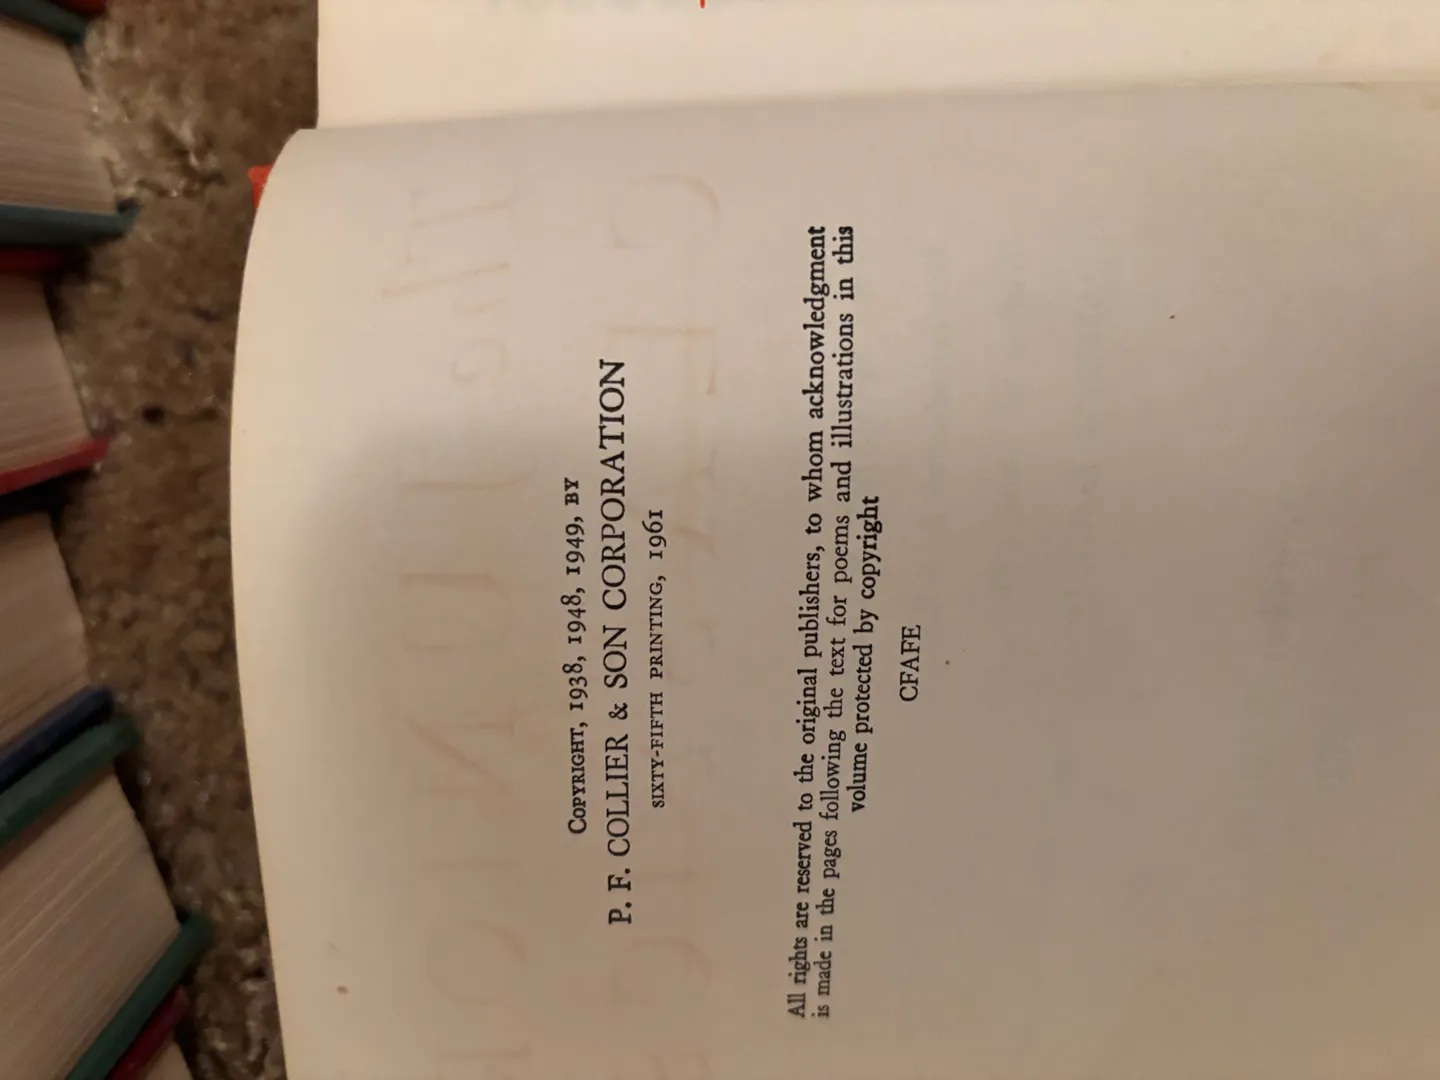 COPYRIGHT, 1938, 1948, 1949, BY
P. F. COLLIER & SON CORPORATION
SIXTY-FIFTH PRINTING, 1961
All rights are reserved to the original publishers, to whom acknowledgment
is made in the pages following the text for poems and illustrations in this
volume protected by copyright
CFAFE